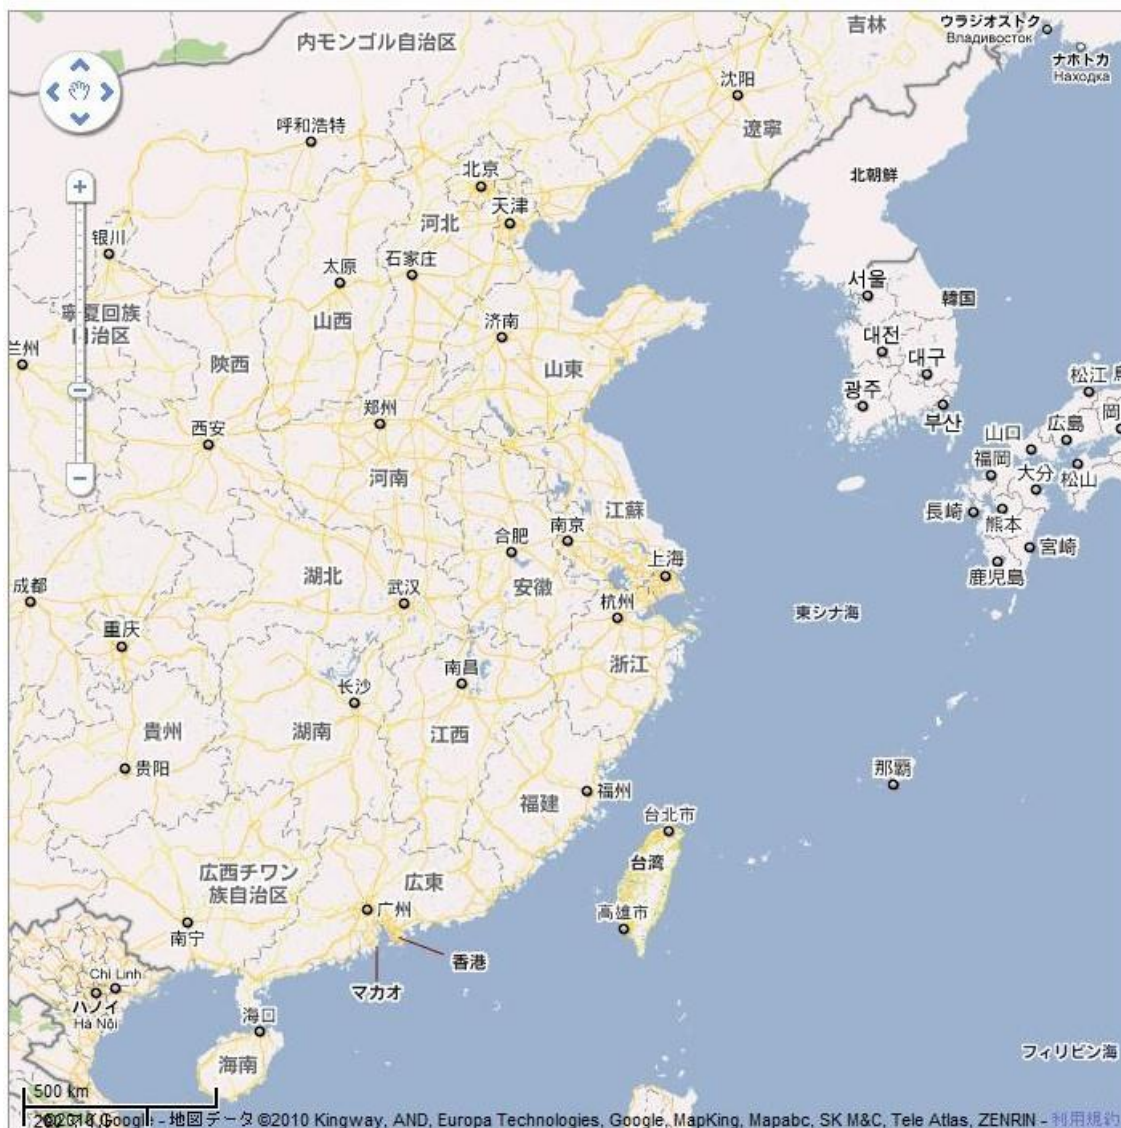 内モンゴル自治区
吉林
ウラジオストク
Владивосток
ナホトカ
Находка
沈阳
遼寧
呼和浩特
北京
天津
河北
北朝鮮
银川
太原
石家庄
山西
寧夏回族
自治区
서울
韓国
济南
山東
대전
대구
兰州
陝西
광주
부산
松江
鳥
郑州
西安
山口
広島
岡
河南
福岡
大分
松山
江蘇
長崎
熊本
合肥
南京
宮崎
上海
鹿児島
湖北
安徽
成都
武汉
杭州
東シナ海
重庆
浙江
南昌
长沙
貴州
湖南
江西
贵阳
那覇
福建
福州
台北市
台湾
広西チワン
族自治区
広東
广州
高雄市
南宁
香港
Chi Linh
マカオ
ハノイ
Hà Nội
海口
海南
フィリピン海
500 km
©2010 Google - 地図データ ©2010 Kingway, AND, Europa Technologies, Google, MapKing, Mapabc, SK M&C, Tele Atlas, ZENRIN - 利用規約